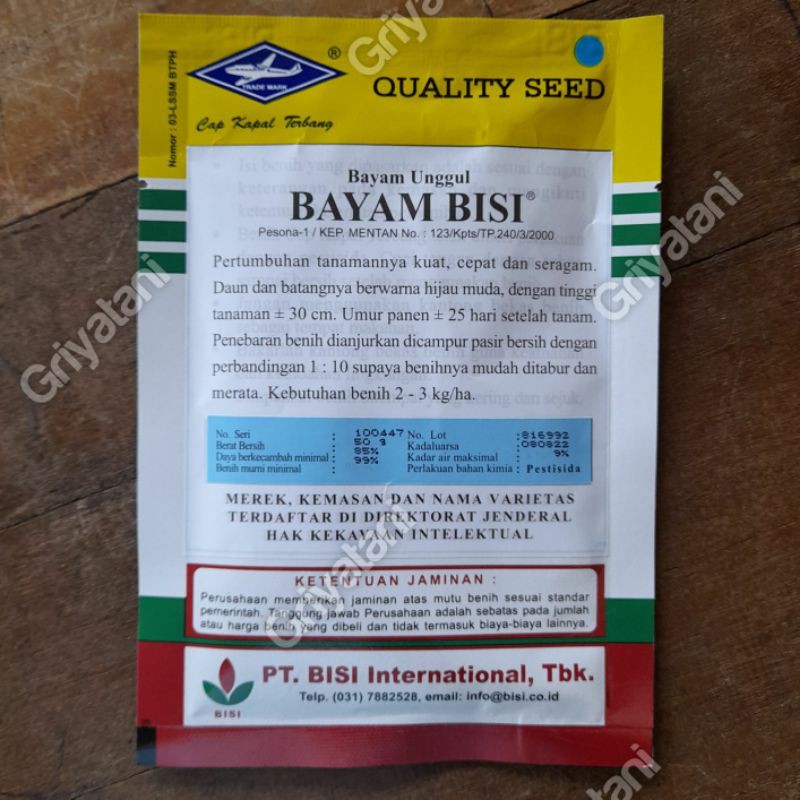 BISI
Nomor : 03-LSSM BTPH
TRADE MARK
®
Cap Kapal Terbang
QUALITY SEED
Bayam Unggul
BAYAM BISI®
Pesona-1 / KEP. MENTAN No. : 123/Kpts/TP.240/3/2000
Pertumbuhan tanamannya kuat, cepat dan seragam.
Daun dan batangnya berwarna hijau muda, dengan tinggi
tanaman ± 30 cm. Umur panen ± 25 hari setelah tanam.
Penebaran benih dianjurkan dicampur pasir bersih dengan
perbandingan 1 : 10 supaya benihnya mudah ditabur dan
merata. Kebutuhan benih 2 - 3 kg/ha.
No. Seri : 100447 No. Lot : 816992
Berat Bersih : 50 g Kadaluarsa : 080822
Daya berkecambah minimal : 85% Kadar air maksimal : 9%
Benih murni minimal : 99% Perlakuan bahan kimia : Pestisida
MEREK, KEMASAN DAN NAMA VARIETAS
TERDAFTAR DI DIREKTORAT JENDERAL
HAK KEKAYAAN INTELEKTUAL
KETENTUAN JAMINAN :
Perusahaan memberikan jaminan atas mutu benih sesuai standar
pemerintah. Tanggung jawab Perusahaan adalah sebatas pada jumlah
atau harga benih yang dibeli dan tidak termasuk biaya-biaya lainnya.
BISI
PT. BISI International, Tbk.
Telp. (031) 7882528, email: info@bisi.co.id
Griyatani
Griyatani
Griyatani
Griyatani
Griyatani